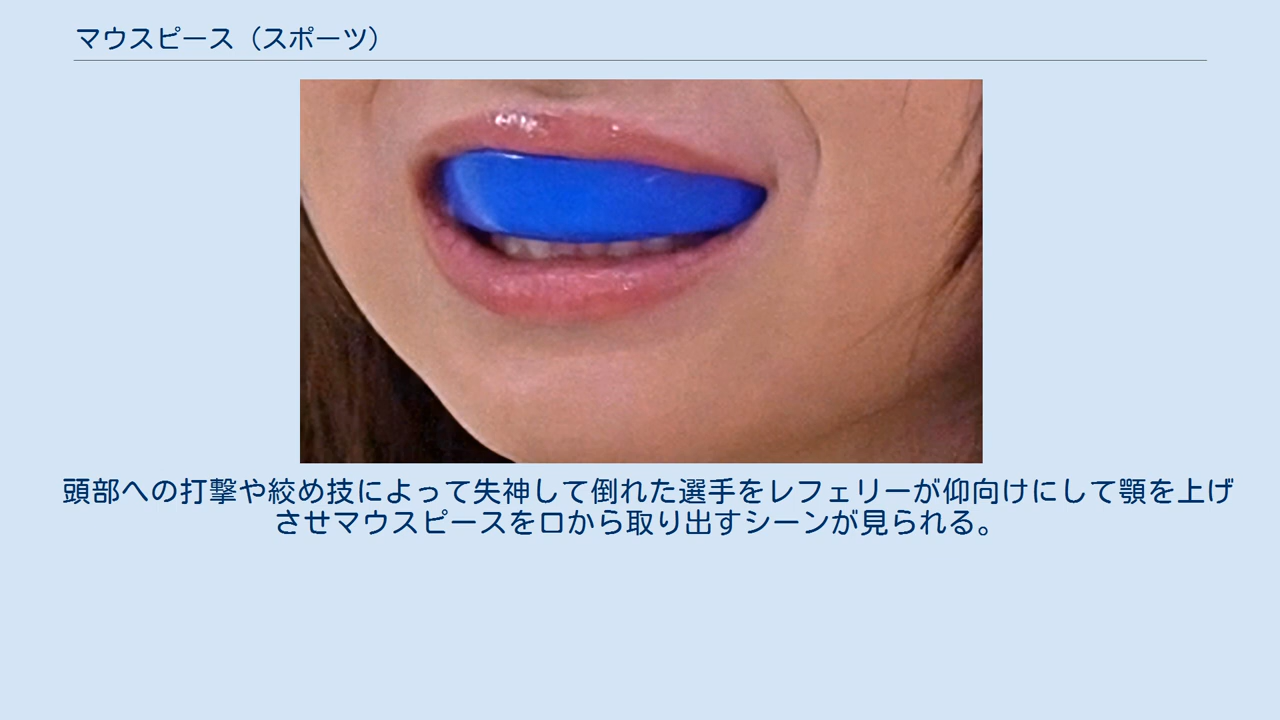 マウスピース（スポーツ）
頭部への打撃や絞め技によって失神して倒れた選手をレフェリーが仰向けにして顎を上げ
させマウスピースを口から取り出すシーンが見られる。